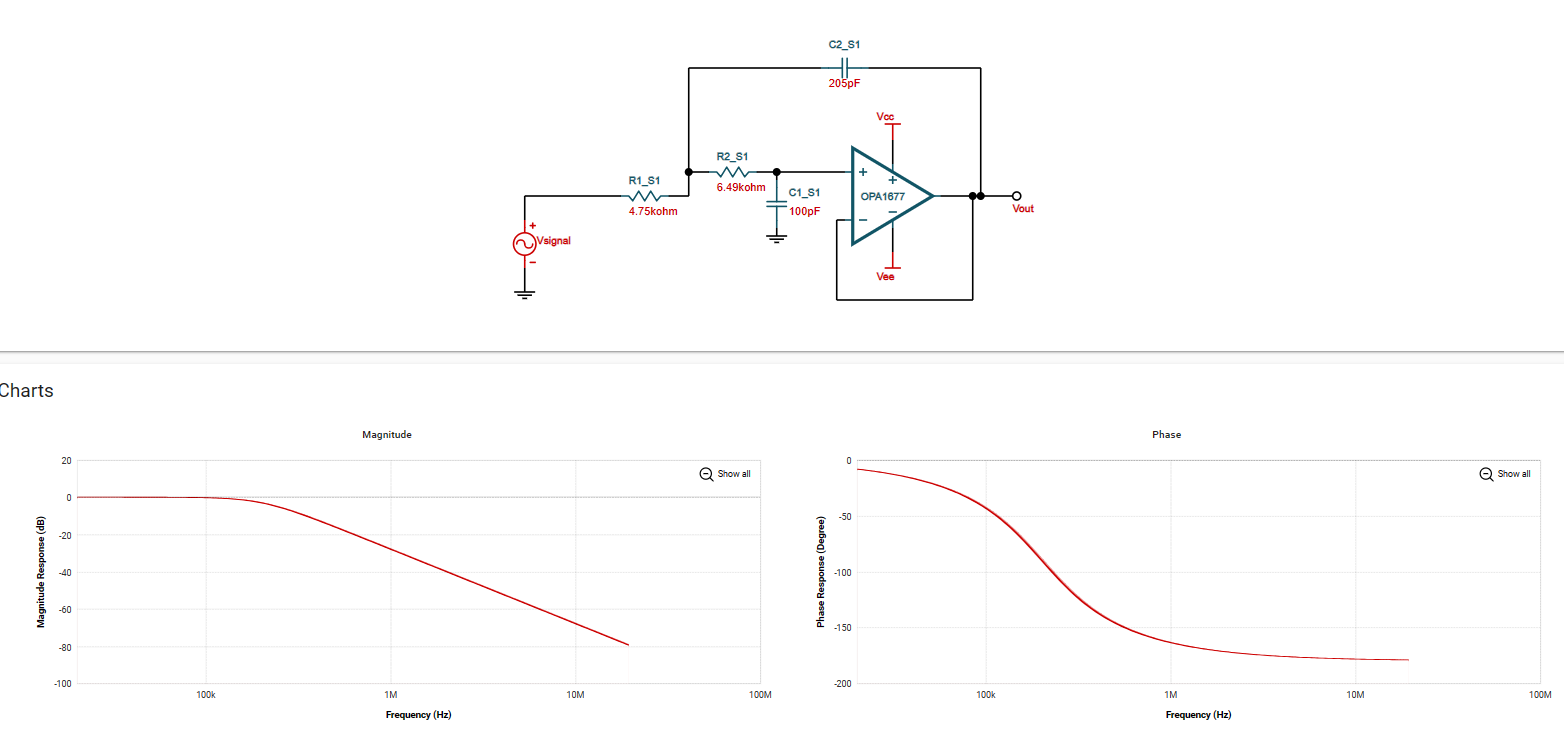 C2_S1
205pF
Vcc
R2_S1
6.49kohm
R1_S1
4.75kohm
C1_S1
100pF
+
+
OPA1677
−
−
Vout
+
Vsignal
−
Vee
Charts
Magnitude
Show all
20
0
-20
-40
-60
-80
-100
Magnitude Response (dB)
100k
1M
10M
100M
Frequency (Hz)
Phase
Show all
0
-50
-100
-150
-200
Phase Response (Degree)
100k
1M
10M
100M
Frequency (Hz)